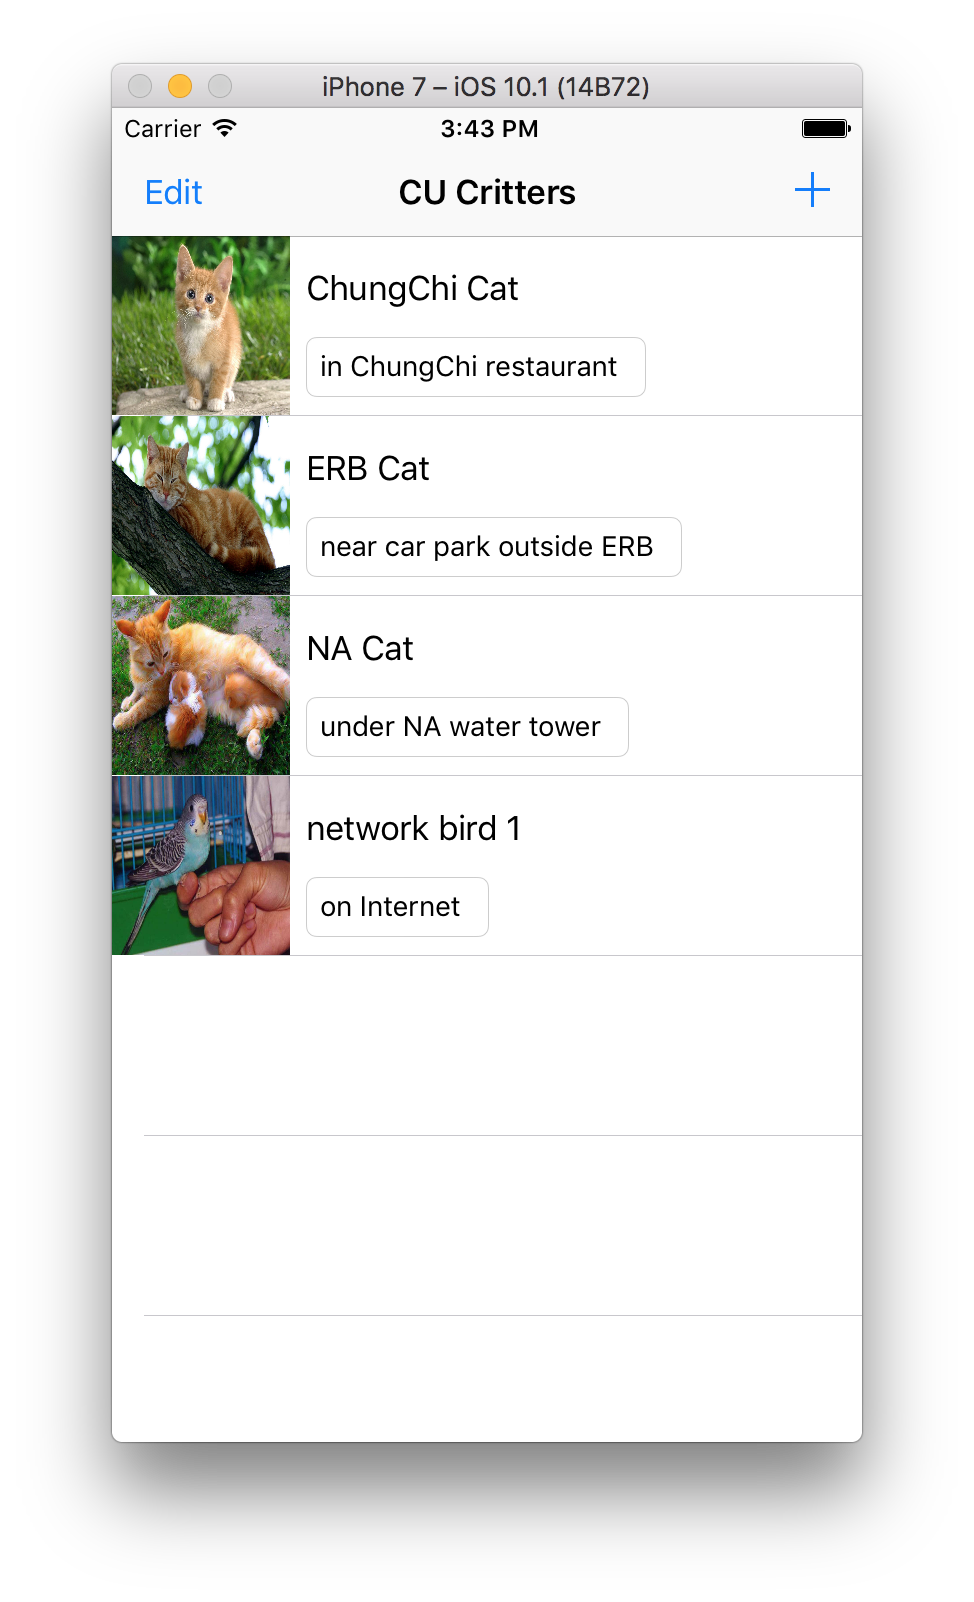 iPhone 7 – iOS 10.1 (14B72)
Carrier 3:43 PM
Edit CU Critters
ChungChi Cat
in ChungChi restaurant
ERB Cat
near car park outside ERB
NA Cat
under NA water tower
network bird 1
on Internet